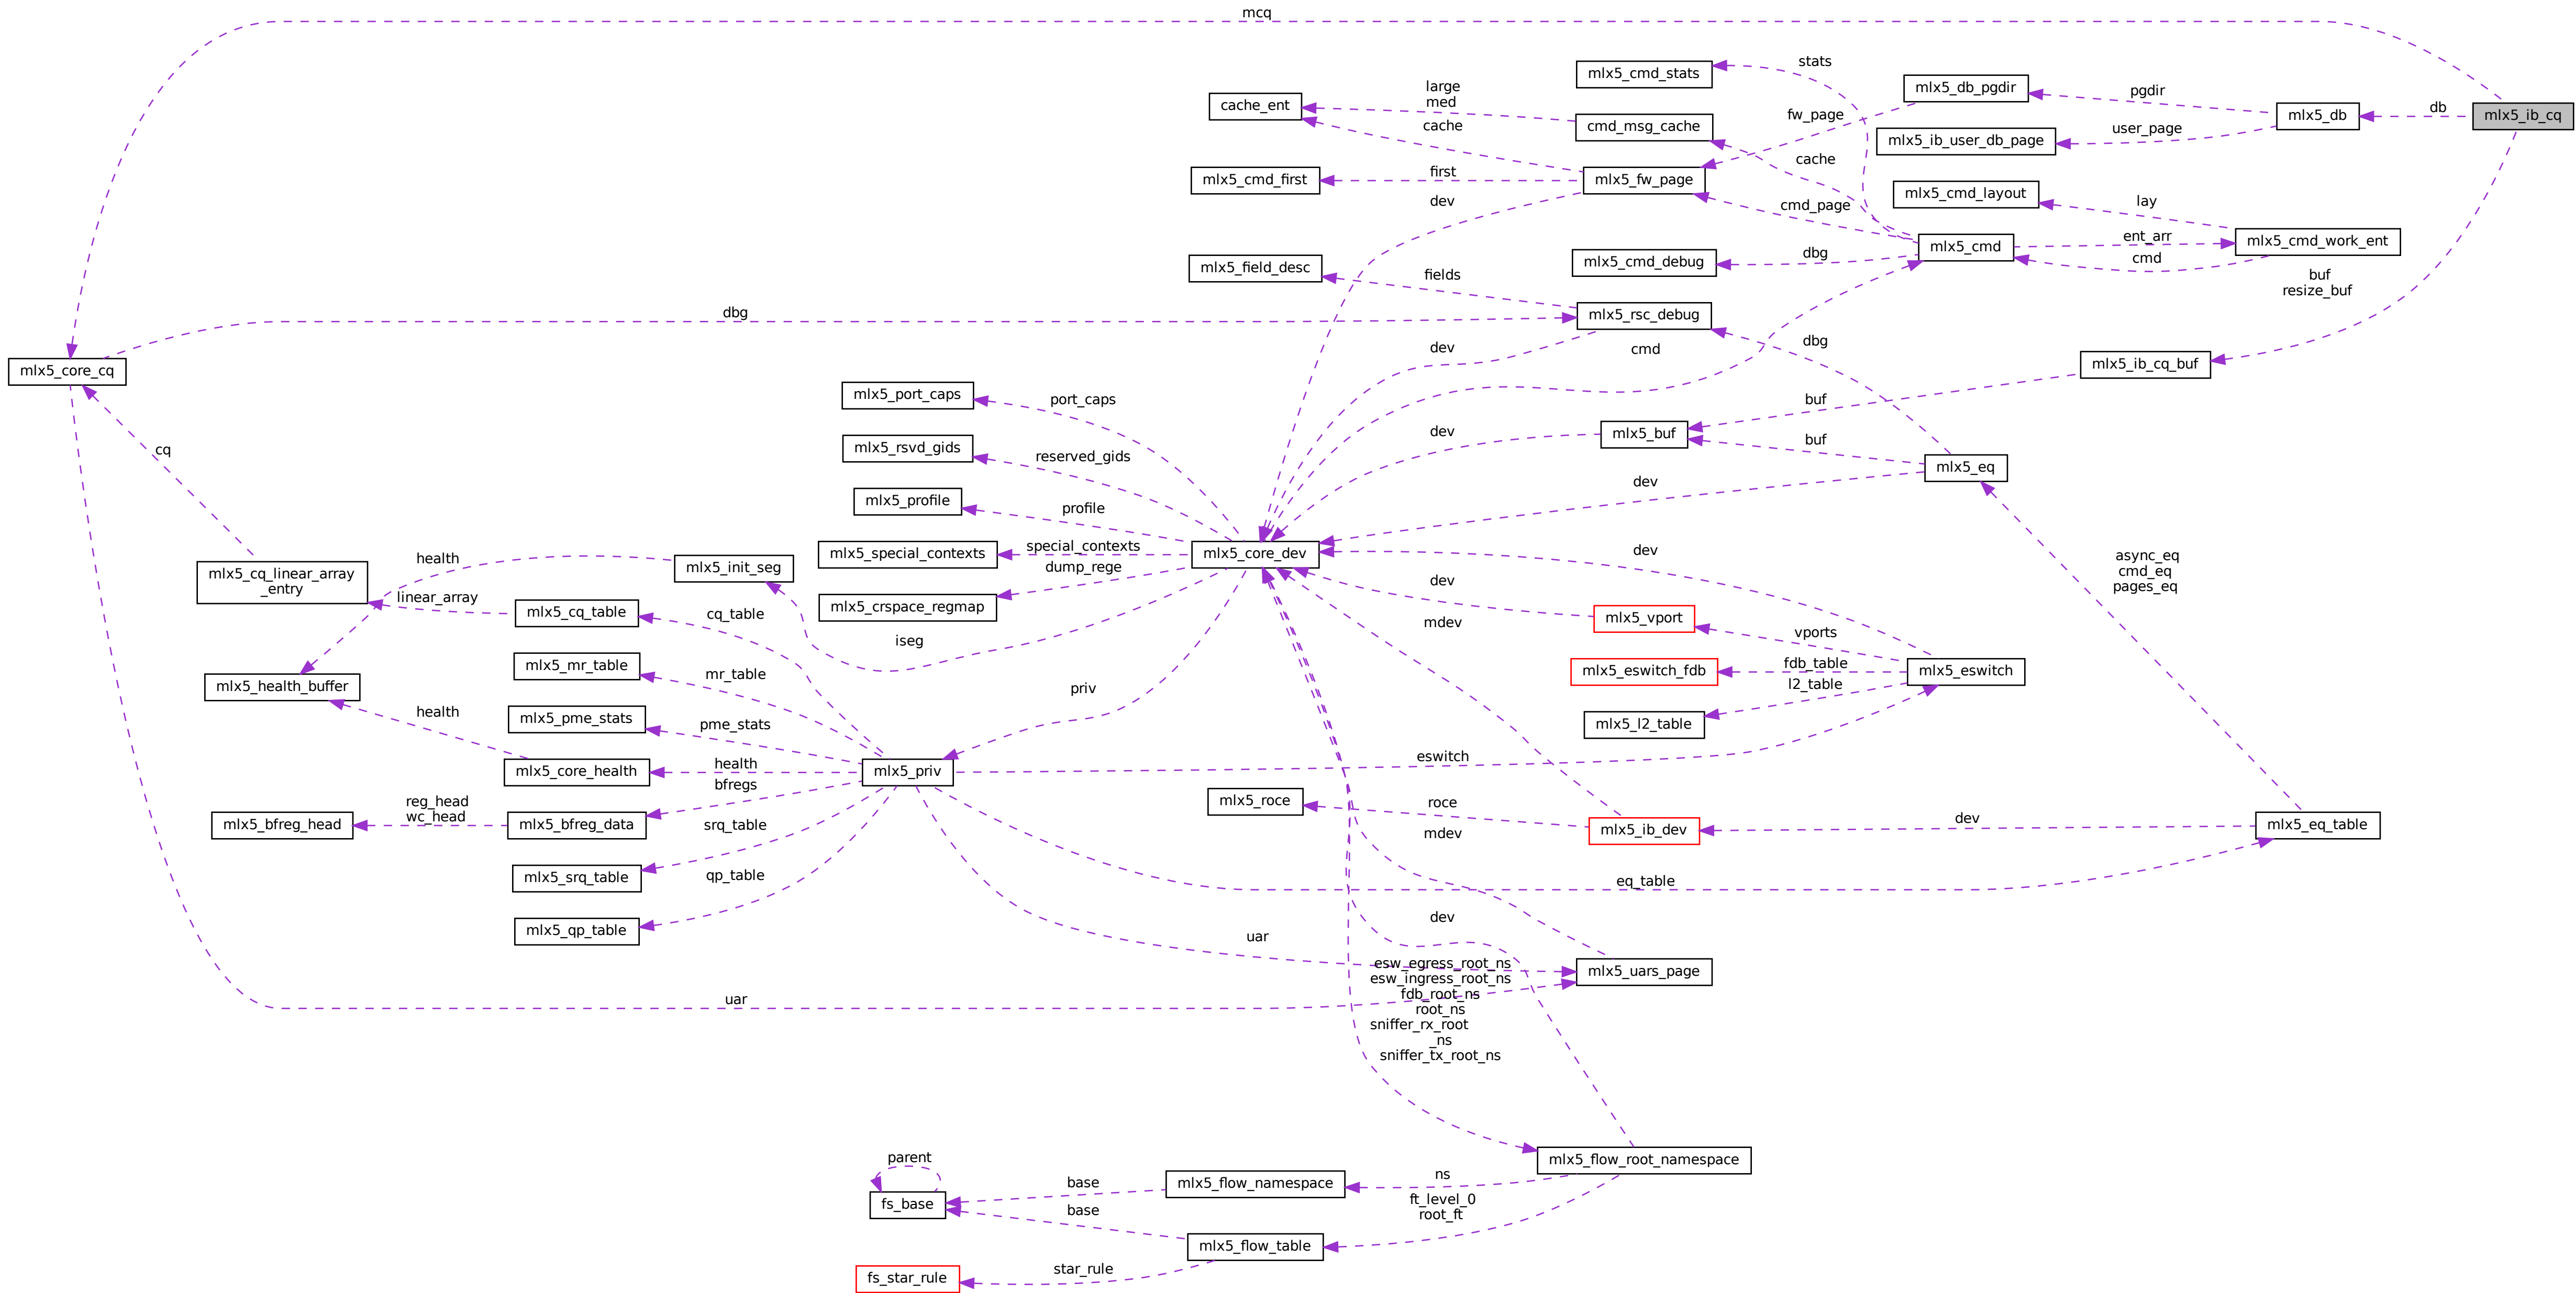 mcq
stats
mlx5_cmd_stats
large
med
mlx5_db_pgdir
pgdir
cache_ent
db
mlx5_db
mlx5_ib_cq
fw_page
cache
cmd_msg_cache
user_page
mlx5_ib_user_db_page
cache
first
mlx5_cmd_first
mlx5_fw_page
mlx5_cmd_layout
lay
dev
cmd_page
ent_arr
mlx5_cmd
mlx5_cmd_work_ent
dbg
cmd
mlx5_cmd_debug
mlx5_field_desc
fields
buf
resize_buf
dbg
mlx5_rsc_debug
dev
cmd
dbg
mlx5_core_cq
mlx5_ib_cq_buf
mlx5_port_caps
port_caps
buf
dev
mlx5_buf
buf
cq
mlx5_rsvd_gids
reserved_gids
mlx5_eq
dev
mlx5_profile
profile
special_contexts
mlx5_special_contexts
mlx5_core_dev
dev
async_eq
cmd_eq
pages_eq
health
mlx5_init_seg
dump_rege
mlx5_cq_linear_array
_entry
linear_array
mlx5_cq_table
cq_table
mlx5_crspace_regmap
dev
mlx5_vport
mdev
iseg
vports
mlx5_mr_table
mr_table
fdb_table
mlx5_eswitch_fdb
mlx5_eswitch
l2_table
mlx5_health_buffer
priv
health
mlx5_pme_stats
pme_stats
mlx5_l2_table
eswitch
health
mlx5_core_health
mlx5_priv
bfregs
reg_head
wc_head
mlx5_bfreg_head
mlx5_bfreg_data
srq_table
mlx5_roce
roce
mdev
mlx5_ib_dev
dev
mlx5_eq_table
mlx5_srq_table
qp_table
eq_table
mlx5_qp_table
dev
uar
esw_egress_root_ns
esw_ingress_root_ns
fdb_root_ns
root_ns
sniffer_rx_root
_ns
sniffer_tx_root_ns
mlx5_uars_page
uar
parent
mlx5_flow_root_namespace
ns
base
mlx5_flow_namespace
fs_base
base
ft_level_0
root_ft
mlx5_flow_table
star_rule
fs_star_rule